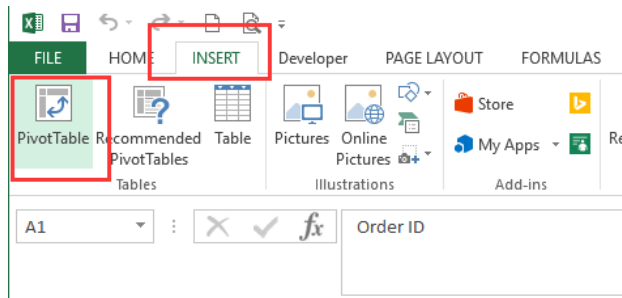 FILE HOME INSERT Developer PAGE LAYOUT FORMULAS
PivotTable Recommended PivotTables Table Pictures Online Pictures Store My Apps
Tables Illustrations Add-ins
A1 fx Order ID